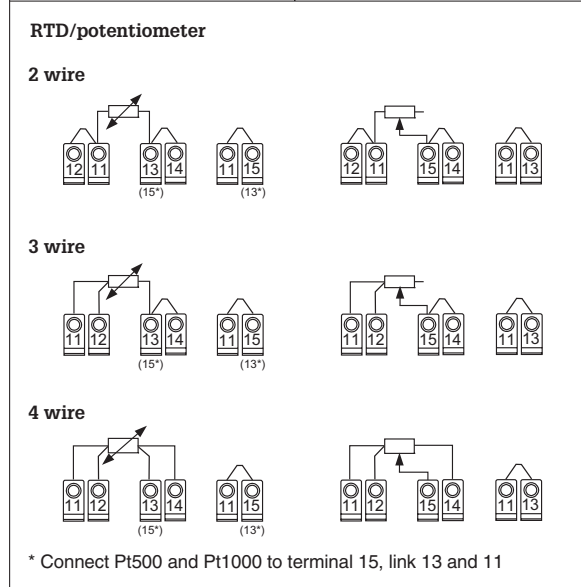 RTD/potentiometer
2 wire
12 11 13 14 11 15 12 11 15 14 11 13
(15*) (13*)
3 wire
11 12 13 14 11 15 11 12 15 14 11 13
(15*) (13*)
4 wire
11 12 13 14 11 15 11 12 15 14 11 13
(15*) (13*)
* Connect Pt500 and Pt1000 to terminal 15, link 13 and 11